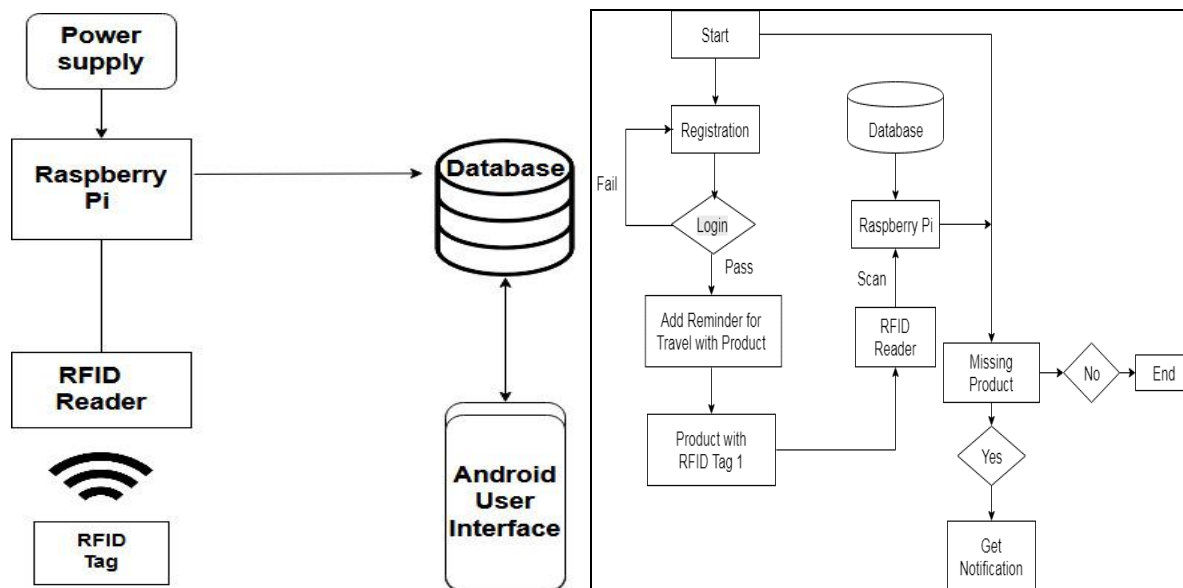 Power
supply
Raspberry
Pi
Database
RFID
Reader
RFID
Tag
Android
User
Interface
Start
Registration
Fail
Login
Pass
Add Reminder for
Travel with Product
Product with
RFID Tag 1
Database
Raspberry Pi
Scan
RFID
Reader
Missing
Product
No
End
Yes
Get
Notification